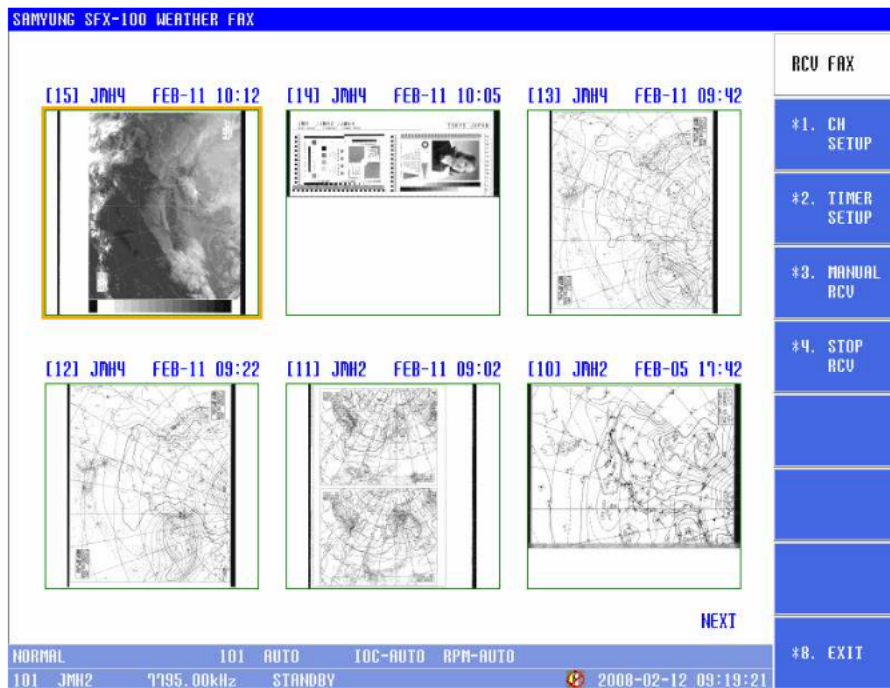 SAMYUNG SFX-100 WEATHER FAX
RCV FAX
[15] JMH4 FEB-11 10:12
[14] JMH4 FEB-11 10:05
[13] JMH4 FEB-11 09:42
*1. CH SETUP
*2. TIMER SETUP
*3. MANUAL RCV
*4. STOP RCV
[12] JMH4 FEB-11 09:22
[11] JMH2 FEB-11 09:02
[10] JMH2 FEB-05 17:42
TOKYO JAPAN
NEXT
*8. EXIT
NORMAL 101 AUTO IOC-AUTO RPM-AUTO
101 JMH2 7795.00kHz STANDBY 2008-02-12 09:19:21